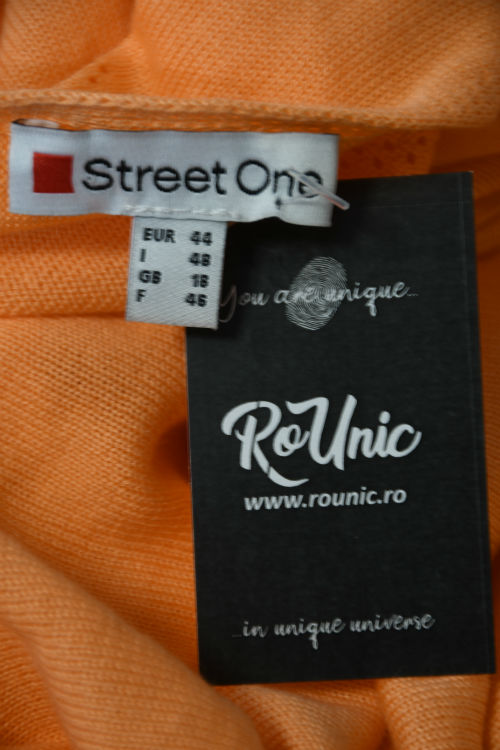 Street One
EUR 44
I 48
GB 18
F 46
You are unique...
RoUnic
www.rounic.ro
...in unique universe